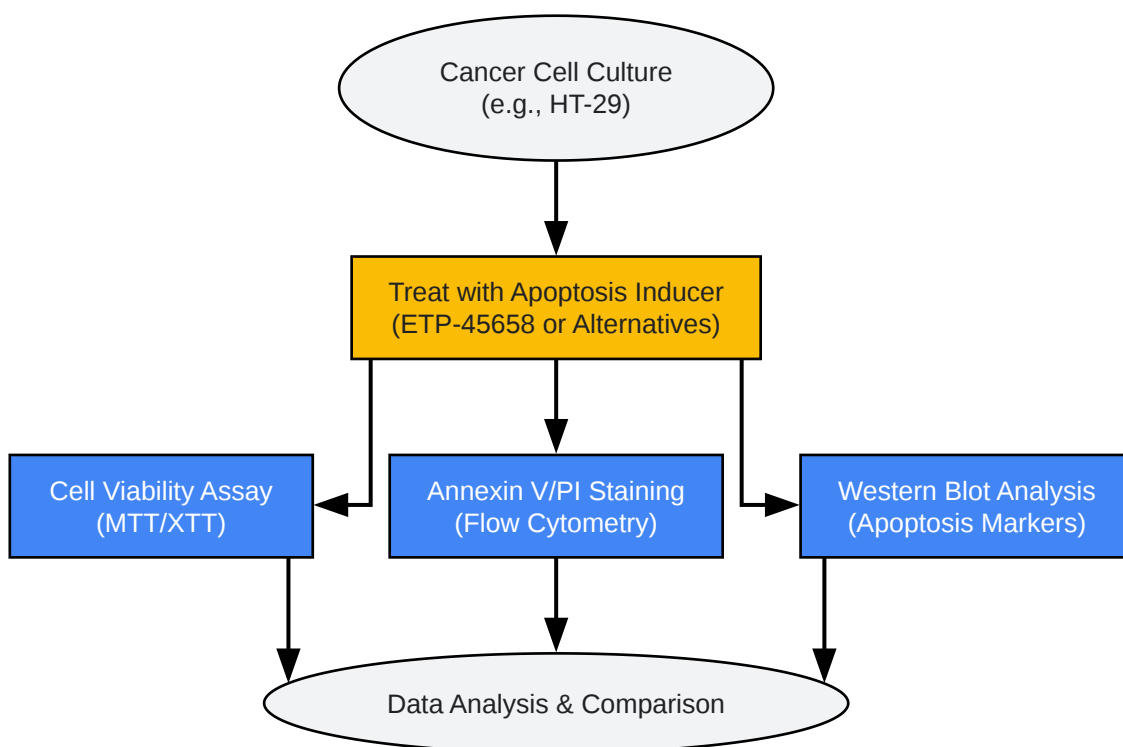 Cancer Cell Culture
(e.g., HT-29)
Treat with Apoptosis Inducer
(ETP-45658 or Alternatives)
Cell Viability Assay
(MTT/XTT)
Annexin V/PI Staining
(Flow Cytometry)
Western Blot Analysis
(Apoptosis Markers)
Data Analysis & Comparison